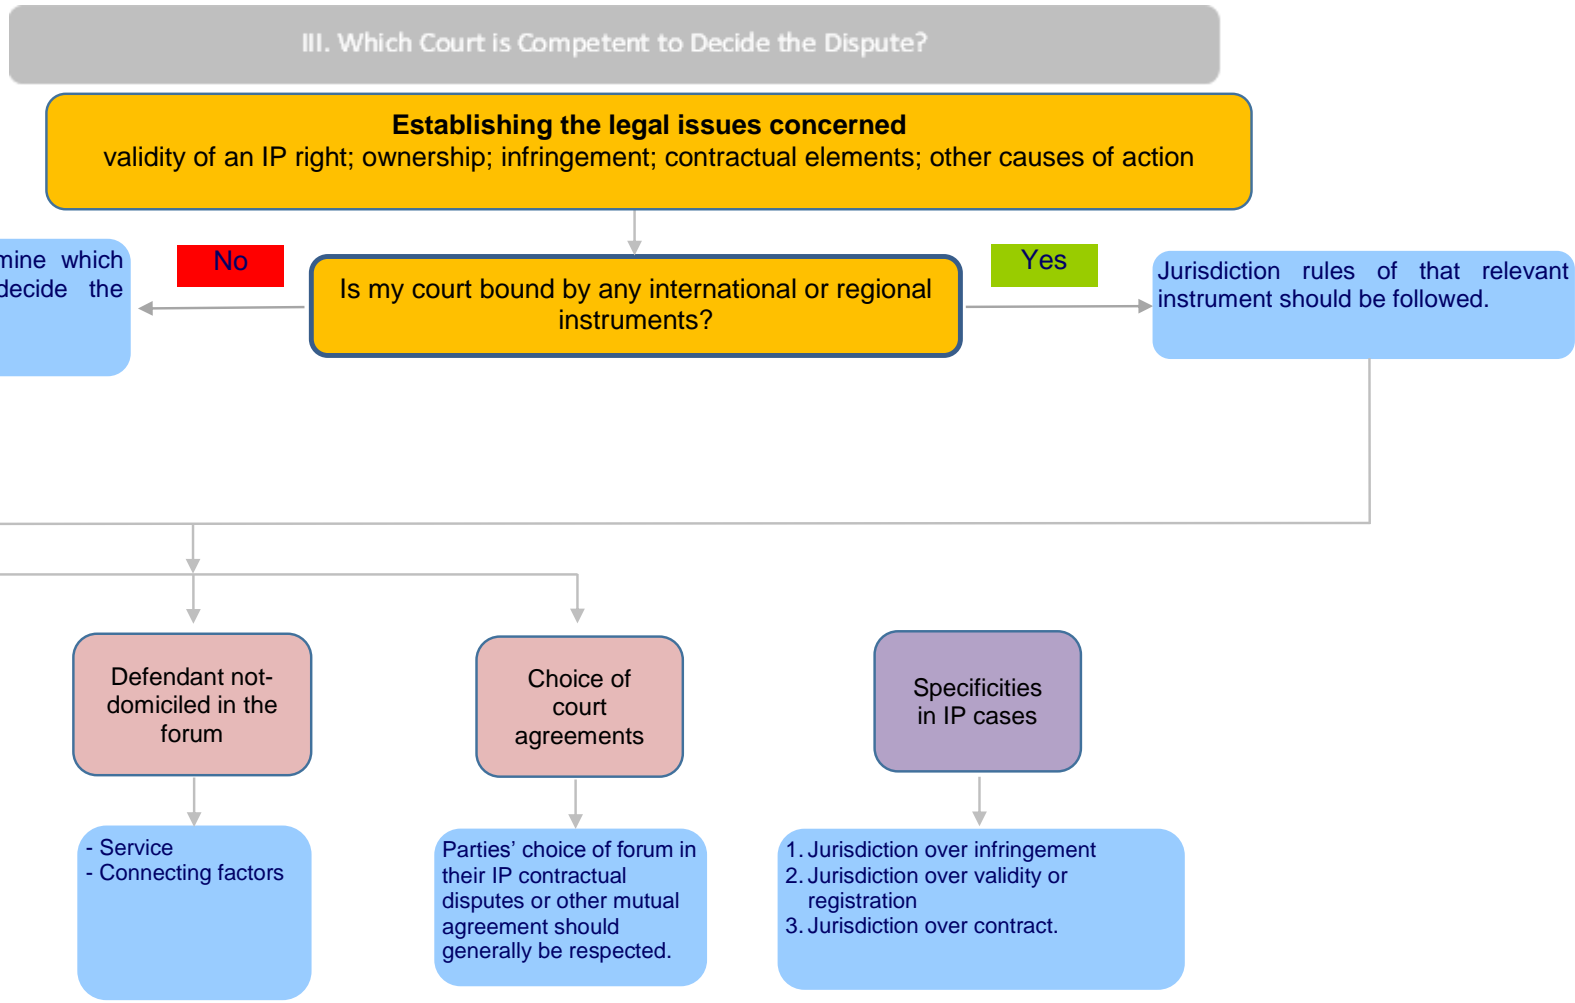 III. Which Court is Competent to Decide the Dispute?
Establishing the legal issues concerned
validity of an IP right; ownership; infringement; contractual elements; other causes of action
mine which
decide the
No
Is my court bound by any international or regional
instruments?
Yes
Jurisdiction rules of that relevant
instrument should be followed.
Defendant not-
domiciled in the
forum
Choice of
court
agreements
Specificities
in IP cases
- Service
- Connecting factors
Parties’ choice of forum in
their IP contractual
disputes or other mutual
agreement should
generally be respected.
1. Jurisdiction over infringement
2. Jurisdiction over validity or
registration
3. Jurisdiction over contract.